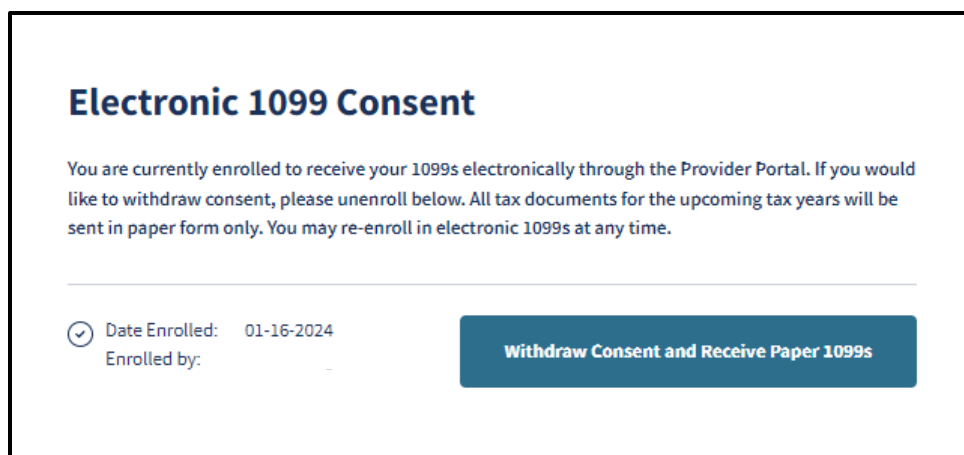 Electronic 1099 Consent
You are currently enrolled to receive your 1099s electronically through the Provider Portal. If you would
like to withdraw consent, please unenroll below. All tax documents for the upcoming tax years will be
sent in paper form only. You may re-enroll in electronic 1099s at any time.
Date Enrolled: 01-16-2024
Enrolled by:
Withdraw Consent and Receive Paper 1099s